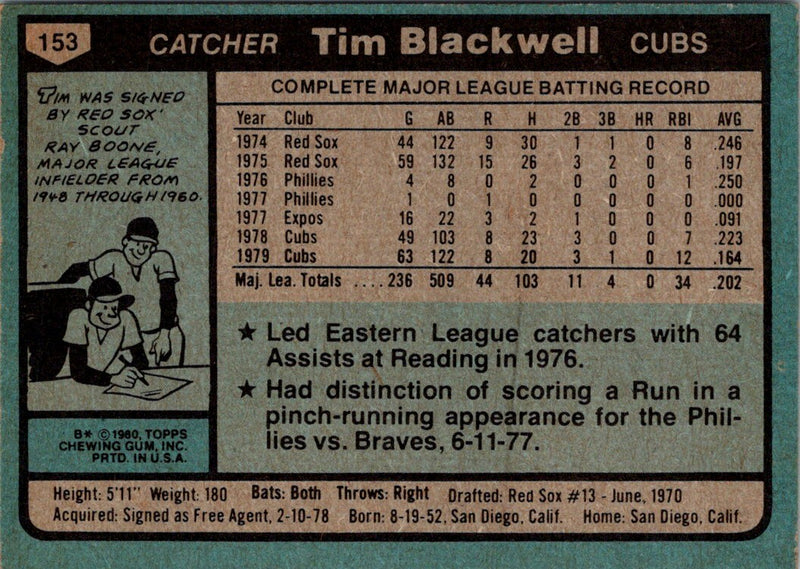 153 CATCHER Tim Blackwell CUBS
TIM WAS SIGNED
BY RED SOX'
SCOUT
RAY BOONE,
MAJOR LEAGUE
INFIELDER FROM
1948 THROUGH 1960.
B* © 1980, TOPPS
CHEWING GUM, INC.
PRTD. IN U.S.A.
COMPLETE MAJOR LEAGUE BATTING RECORD
Year Club G AB R H 2B 3B HR RBI AVG
1974 Red Sox 44 122 9 30 1 1 0 8 .246
1975 Red Sox 59 132 15 26 3 2 0 6 .197
1976 Phillies 4 8 0 2 0 0 0 1 .250
1977 Phillies 1 0 1 0 0 0 0 0 .000
1977 Expos 16 22 3 2 1 0 0 0 .091
1978 Cubs 49 103 8 23 3 0 0 7 .223
1979 Cubs 63 122 8 20 3 1 0 12 .164
Maj. Lea. Totals .... 236 509 44 103 11 4 0 34 .202
★ Led Eastern League catchers with 64
Assists at Reading in 1976.
★ Had distinction of scoring a Run in a
pinch-running appearance for the Phil-
lies vs. Braves, 6-11-77.
Height: 5'11" Weight: 180 Bats: Both Throws: Right Drafted: Red Sox #13 - June, 1970
Acquired: Signed as Free Agent, 2-10-78 Born: 8-19-52, San Diego, Calif. Home: San Diego, Calif.